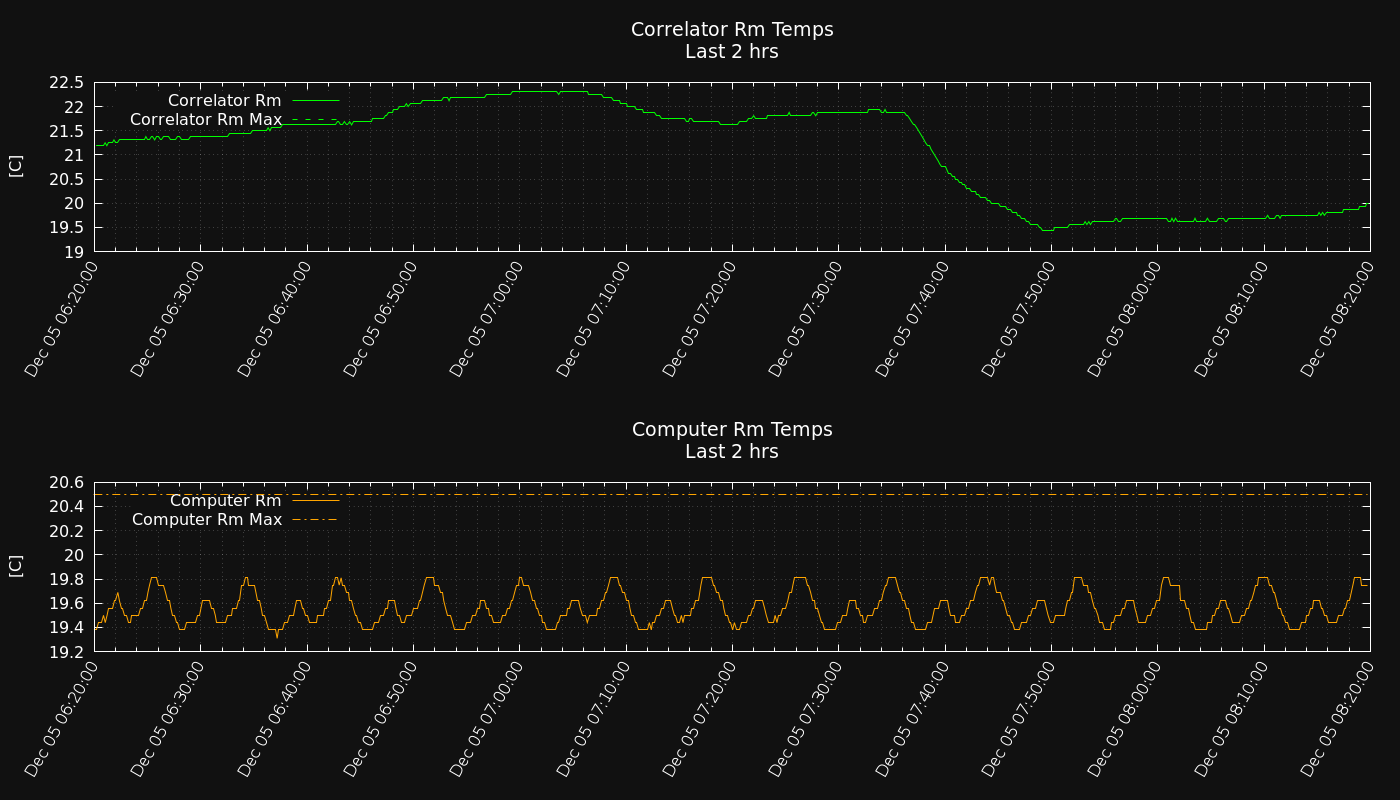 Correlator Rm Temps
Last 2 hrs
[C]
22.5
22
21.5
21
20.5
20
19.5
19
Correlator Rm
Correlator Rm Max
Dec 05 06:20:00
Dec 05 06:30:00
Dec 05 06:40:00
Dec 05 06:50:00
Dec 05 07:00:00
Dec 05 07:10:00
Dec 05 07:20:00
Dec 05 07:30:00
Dec 05 07:40:00
Dec 05 07:50:00
Dec 05 08:00:00
Dec 05 08:10:00
Dec 05 08:20:00
Computer Rm Temps
Last 2 hrs
[C]
20.6
20.4
20.2
20
19.8
19.6
19.4
19.2
Computer Rm
Computer Rm Max
Dec 05 06:20:00
Dec 05 06:30:00
Dec 05 06:40:00
Dec 05 06:50:00
Dec 05 07:00:00
Dec 05 07:10:00
Dec 05 07:20:00
Dec 05 07:30:00
Dec 05 07:40:00
Dec 05 07:50:00
Dec 05 08:00:00
Dec 05 08:10:00
Dec 05 08:20:00